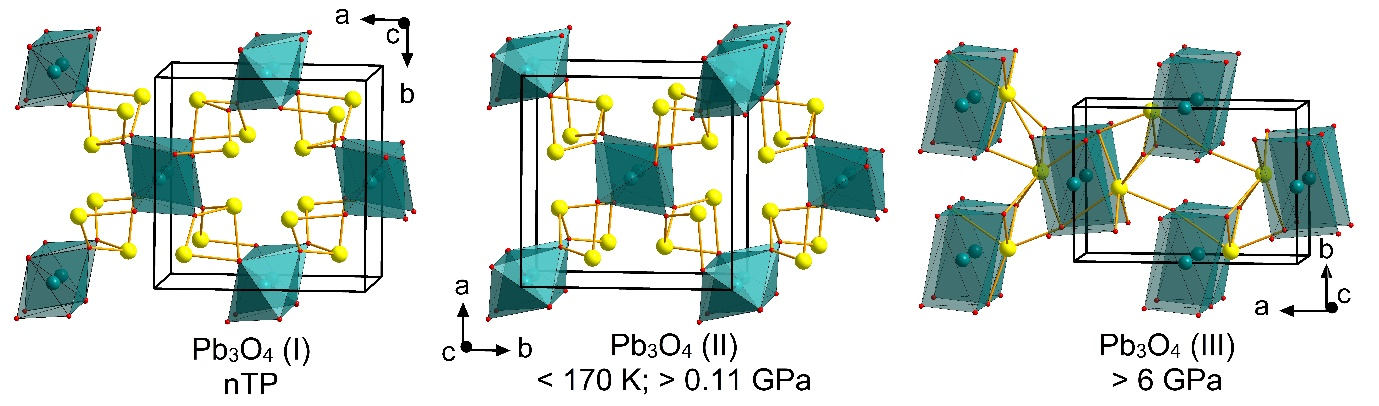 a
c
b
Pb₃O₄ (I)
nTP
a
c
b
Pb₃O₄ (II)
< 170 K; > 0.11 GPa
b
a
c
Pb₃O₄ (III)
> 6 GPa